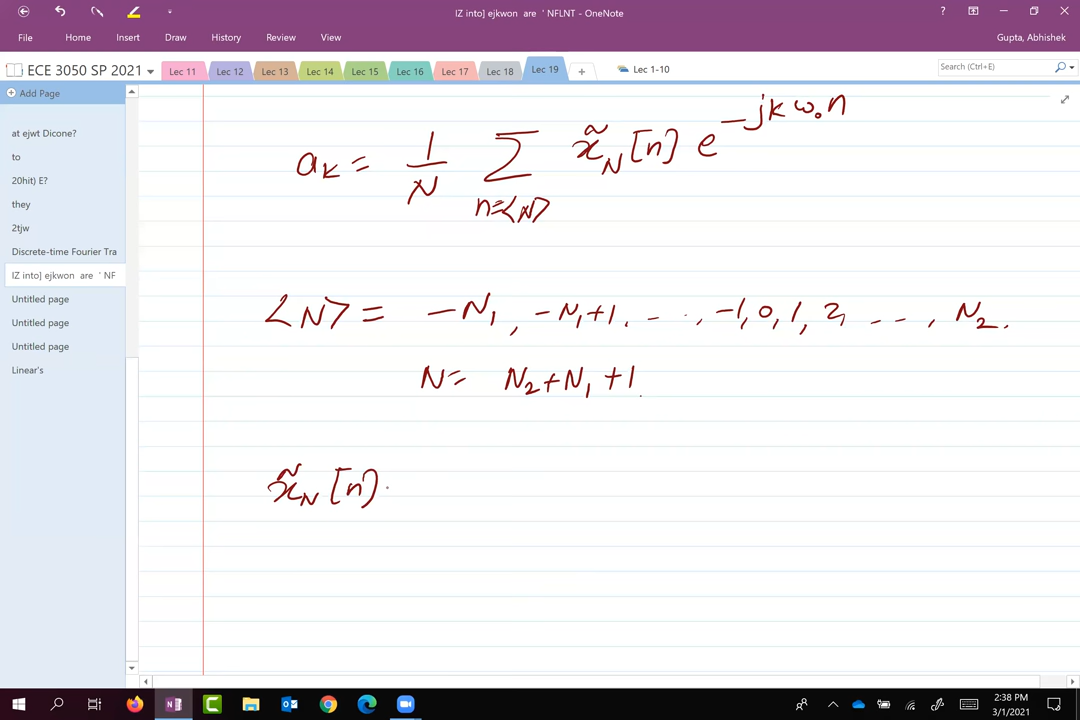 IZ into] ejkwon are ' NFLNT - OneNote
?
File Home Insert Draw History Review View Gupta, Abhishek
ECE 3050 SP 2021 Lec 11 Lec 12 Lec 13 Lec 14 Lec 15 Lec 16 Lec 17 Lec 18 Lec 19 + Lec 1-10 Search (Ctrl+E)
Add Page
at ejwt Dicone?
to
20hit) E?
they
2tjw
Discrete-time Fourier Tra
IZ into] ejkwon are ' NF
Untitled page
Untitled page
Untitled page
Linear's
a_k = 1/N Σ_{n=<N>} x̃_N[n] e^{-jkω₀n}
<N> = -N₁, -N₁+1, . . . , -1, 0, 1, 2, . . . , N₂.
N = N₂+N₁+1
x̃_N[n]
2:38 PM
3/1/2021